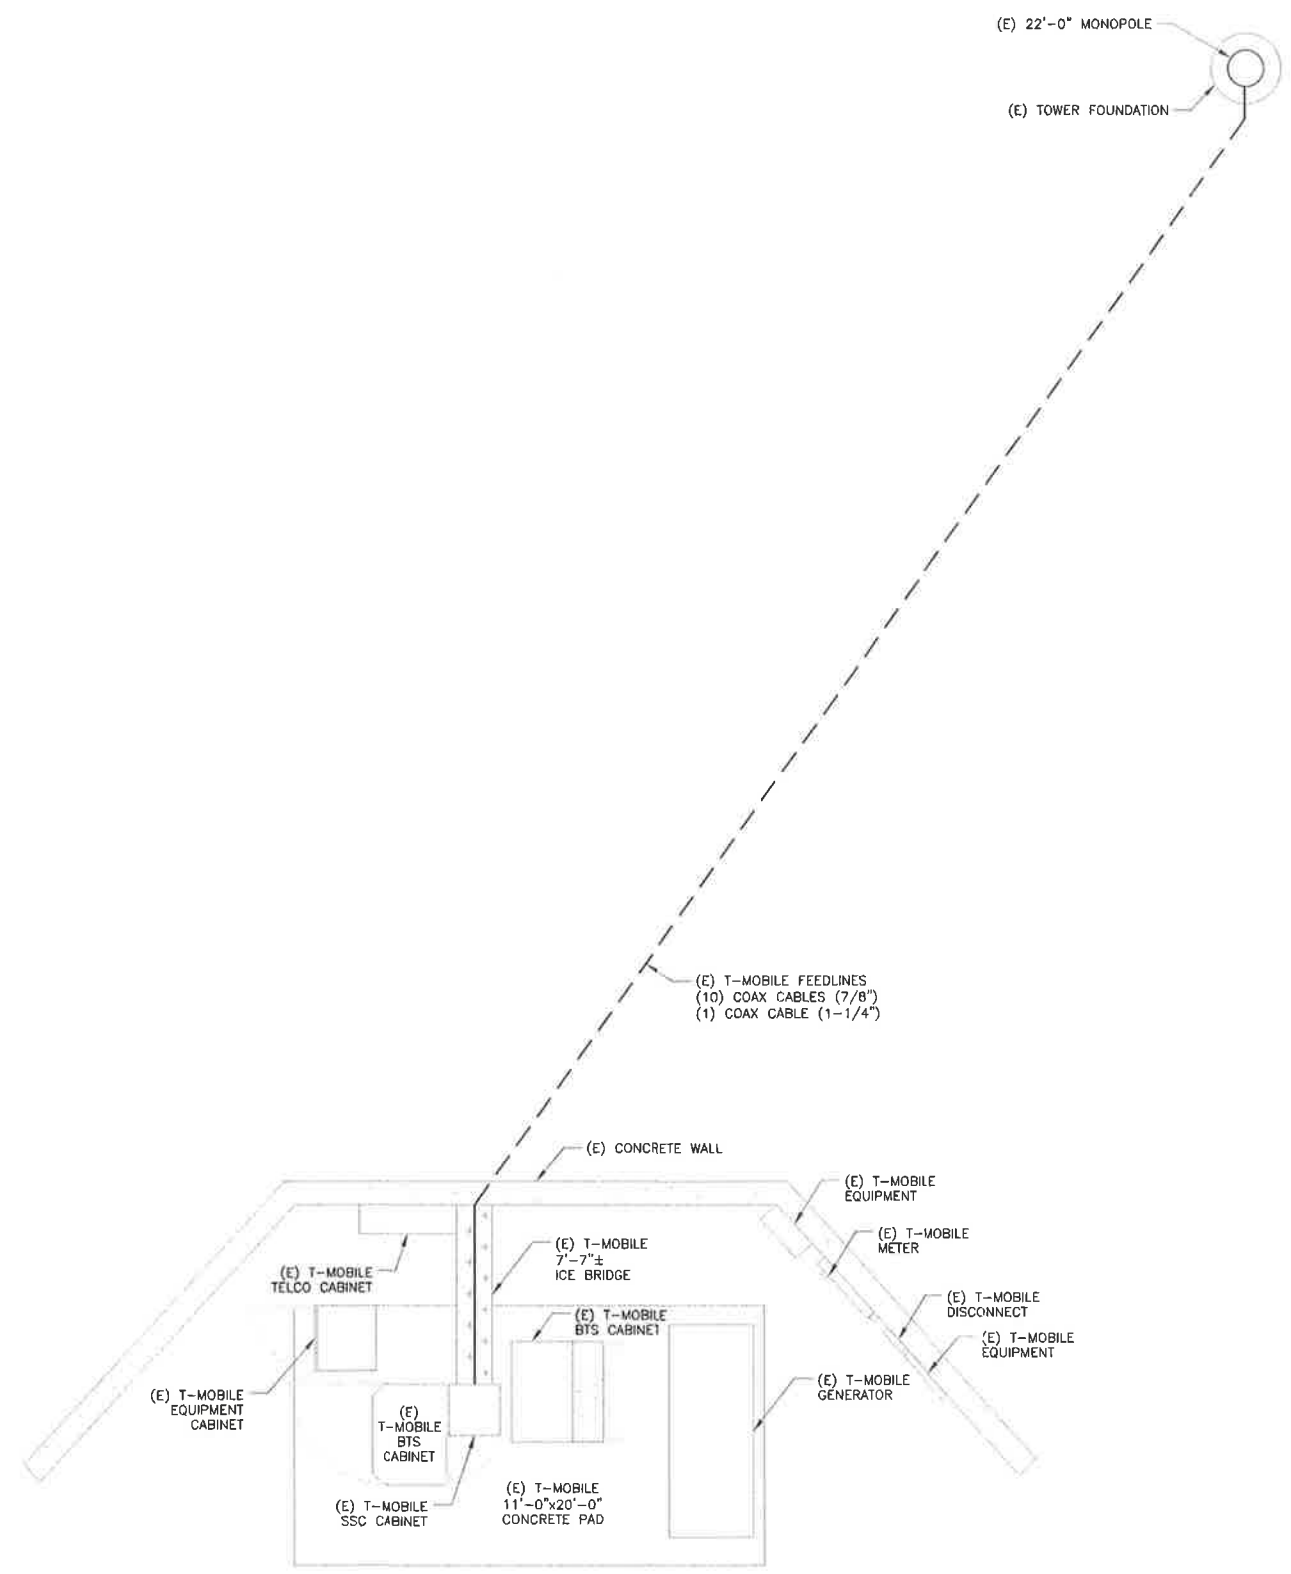 (E) 22'-0" MONOPOLE
(E) TOWER FOUNDATION
(E) T-MOBILE FEEDLINES
(10) COAX CABLES (7/8")
(1) COAX CABLE (1-1/4")
(E) CONCRETE WALL
(E) T-MOBILE
EQUIPMENT
(E) T-MOBILE
METER
(E) T-MOBILE
7'-7"±
ICE BRIDGE
(E) T-MOBILE
TELCO CABINET
(E) T-MOBILE
DISCONNECT
(E) T-MOBILE
BTS CABINET
(E) T-MOBILE
EQUIPMENT
(E) T-MOBILE
GENERATOR
(E) T-MOBILE
EQUIPMENT
CABINET
(E)
T-MOBILE
BTS
CABINET
(E) T-MOBILE
SSC CABINET
(E) T-MOBILE
11'-0"x20'-0"
CONCRETE PAD